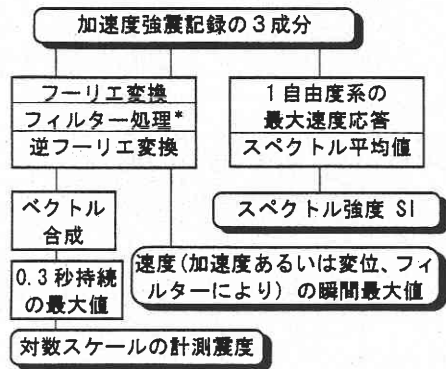 加速度強震記録の3成分
フーリエ変換
フィルター処理*
逆フーリエ変換
1自由度系の
最大速度応答
スペクトル平均値
ベクトル
合成
スペクトル強度 SI
0.3秒持続
の最大値
速度(加速度あるいは変位、フィ
ルターにより)の瞬間最大値
対数スケールの計測震度